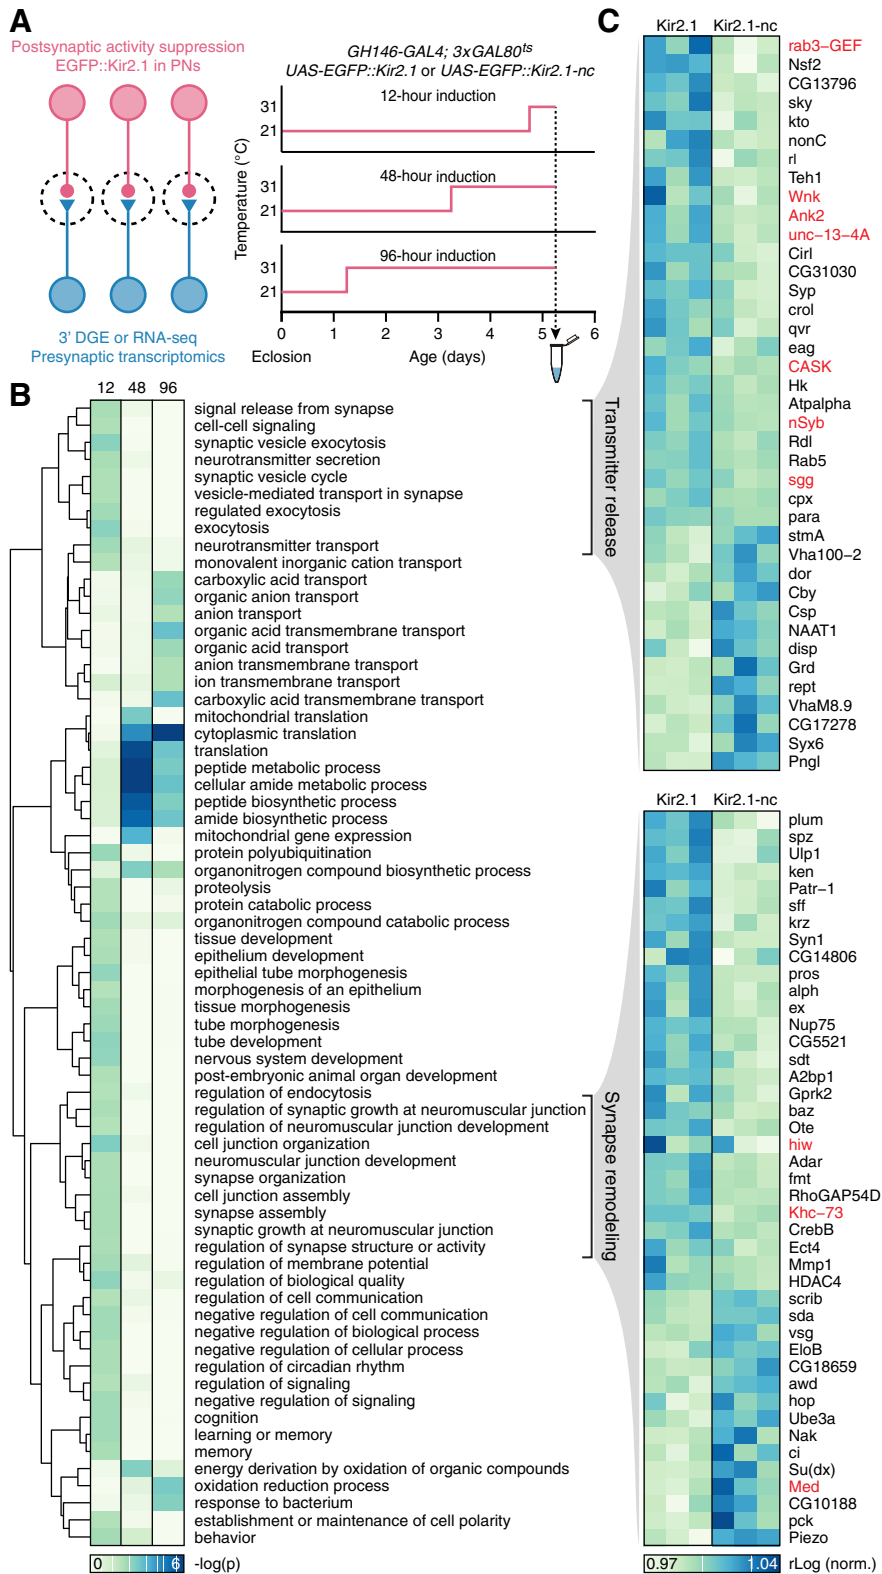 A
Postsynaptic activity suppression
EGFP::Kir2.1 in PNs
3' DGE or RNA-seq
Presynaptic transcriptomics
GH146-GAL4; 3xGAL80ts
UAS-EGFP::Kir2.1 or UAS-EGFP::Kir2.1-nc
Temperature (°C)
12-hour induction
31
21
48-hour induction
31
21
96-hour induction
31
21
0 1 2 3 4 5 6
Eclosion Age (days)
B
12 48 96
signal release from synapse
cell-cell signaling
synaptic vesicle exocytosis
neurotransmitter secretion
synaptic vesicle cycle
vesicle-mediated transport in synapse
regulated exocytosis
exocytosis
neurotransmitter transport
monovalent inorganic cation transport
carboxylic acid transport
organic anion transport
anion transport
organic acid transmembrane transport
organic acid transport
anion transmembrane transport
ion transmembrane transport
carboxylic acid transmembrane transport
mitochondrial translation
cytoplasmic translation
translation
peptide metabolic process
cellular amide metabolic process
peptide biosynthetic process
amide biosynthetic process
mitochondrial gene expression
protein polyubiquitination
organonitrogen compound biosynthetic process
proteolysis
protein catabolic process
organonitrogen compound catabolic process
tissue development
epithelium development
epithelial tube morphogenesis
morphogenesis of an epithelium
tissue morphogenesis
tube morphogenesis
tube development
nervous system development
post-embryonic animal organ development
regulation of endocytosis
regulation of synaptic growth at neuromuscular junction
regulation of neuromuscular junction development
cell junction organization
neuromuscular junction development
synapse organization
cell junction assembly
synapse assembly
synaptic growth at neuromuscular junction
regulation of synapse structure or activity
regulation of membrane potential
regulation of biological quality
regulation of cell communication
negative regulation of cell communication
negative regulation of biological process
negative regulation of cellular process
regulation of circadian rhythm
regulation of signaling
negative regulation of signaling
cognition
learning or memory
memory
energy derivation by oxidation of organic compounds
oxidation reduction process
response to bacterium
establishment or maintenance of cell polarity
behavior
0 6 -log(p)
Transmitter release
Synapse remodeling
C
Kir2.1 Kir2.1-nc
rab3-GEF
Nsf2
CG13796
sky
kto
nonC
rl
Teh1
Wnk
Ank2
unc-13-4A
Cirl
CG31030
Syp
crol
qvr
eag
CASK
Hk
Atpalpha
nSyb
Rdl
Rab5
sgg
cpx
para
stmA
Vha100-2
dor
Cby
Csp
NAAT1
disp
Grd
rept
VhaM8.9
CG17278
Syx6
Pngl
Kir2.1 Kir2.1-nc
plum
spz
Ulp1
ken
Patr-1
sff
krz
Syn1
CG14806
pros
alph
ex
Nup75
CG5521
sdt
A2bp1
Gprk2
baz
Ote
hiw
Adar
fmt
RhoGAP54D
Khc-73
CrebB
Ect4
Mmp1
HDAC4
scrib
sda
vsg
EloB
CG18659
awd
hop
Ube3a
Nak
ci
Su(dx)
Med
CG10188
pck
Piezo
0.97 1.04 rLog (norm.)